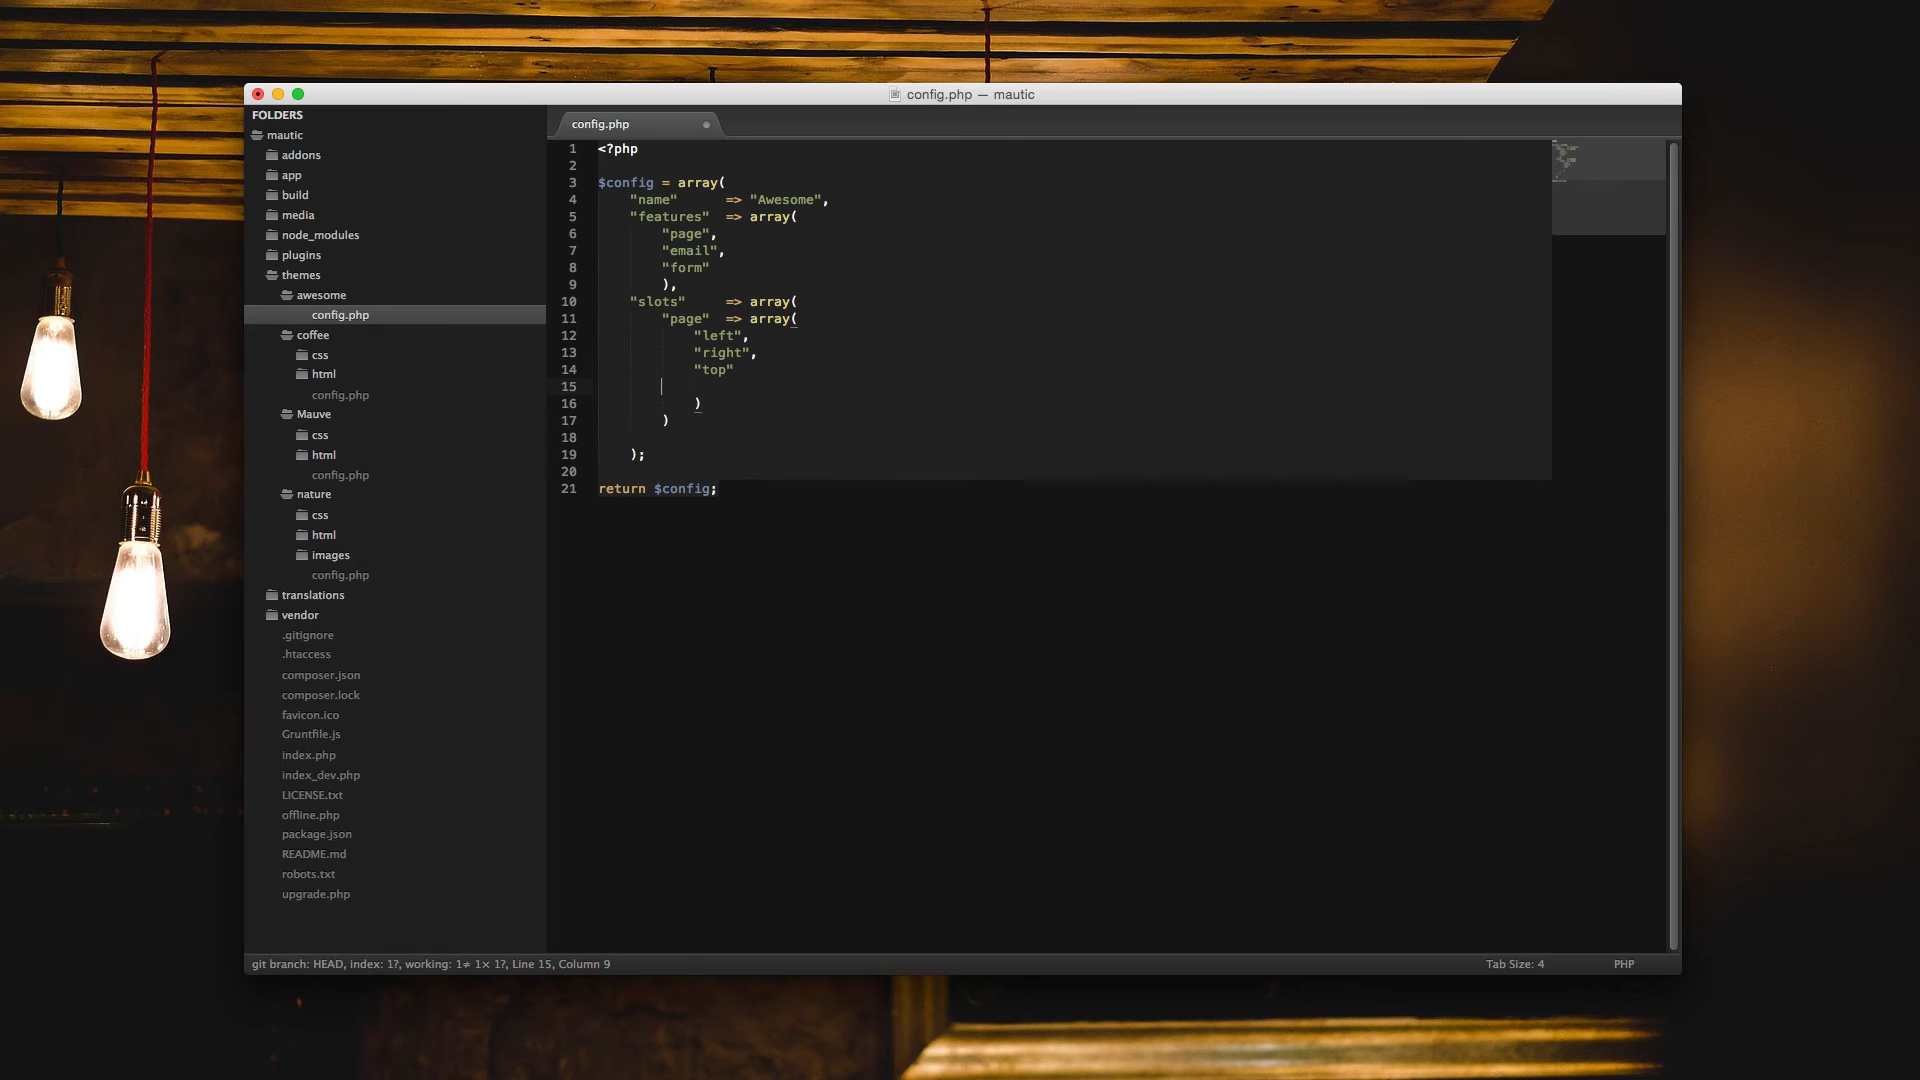 config.php — mautic
FOLDERS
mautic
addons
app
build
media
node_modules
plugins
themes
awesome
config.php
coffee
css
html
config.php
Mauve
css
html
config.php
nature
css
html
images
config.php
translations
vendor
.gitignore
.htaccess
composer.json
composer.lock
favicon.ico
Gruntfile.js
index.php
index_dev.php
LICENSE.txt
offline.php
package.json
README.md
robots.txt
upgrade.php
config.php
1 <?php
2
3 $config = array(
4 "name" => "Awesome",
5 "features" => array(
6 "page",
7 "email",
8 "form"
9 ),
10 "slots" => array(
11 "page" => array(
12 "left",
13 "right",
14 "top"
15
16 )
17 )
18
19 );
20
21 return $config;
git branch: HEAD, index: 1?, working: 1≠ 1× 1?, Line 15, Column 9
Tab Size: 4
PHP